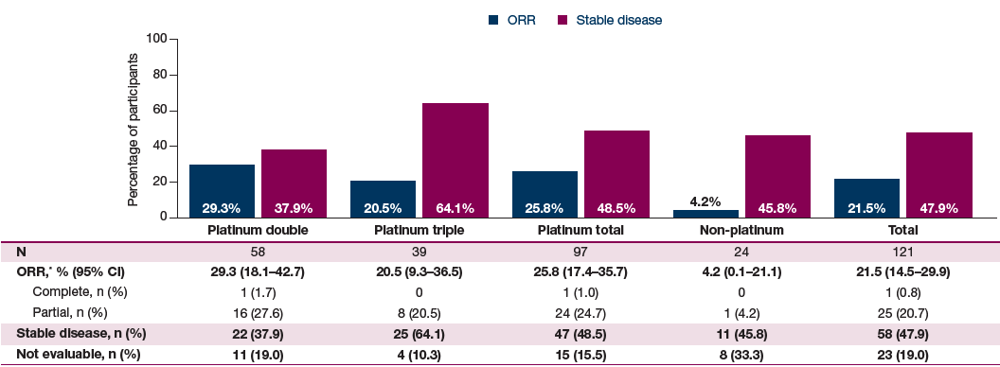 ORR Stable disease
100
80
60
40
20
0
Percentage of participants
29.3% 37.9% 20.5% 64.1% 25.8% 48.5% 4.2% 45.8% 21.5% 47.9%
Platinum double Platinum triple Platinum total Non-platinum Total
N 58 39 97 24 121
ORR,* % (95% CI) 29.3 (18.1–42.7) 20.5 (9.3–36.5) 25.8 (17.4–35.7) 4.2 (0.1–21.1) 21.5 (14.5–29.9)
Complete, n (%) 1 (1.7) 0 1 (1.0) 0 1 (0.8)
Partial, n (%) 16 (27.6) 8 (20.5) 24 (24.7) 1 (4.2) 25 (20.7)
Stable disease, n (%) 22 (37.9) 25 (64.1) 47 (48.5) 11 (45.8) 58 (47.9)
Not evaluable, n (%) 11 (19.0) 4 (10.3) 15 (15.5) 8 (33.3) 23 (19.0)